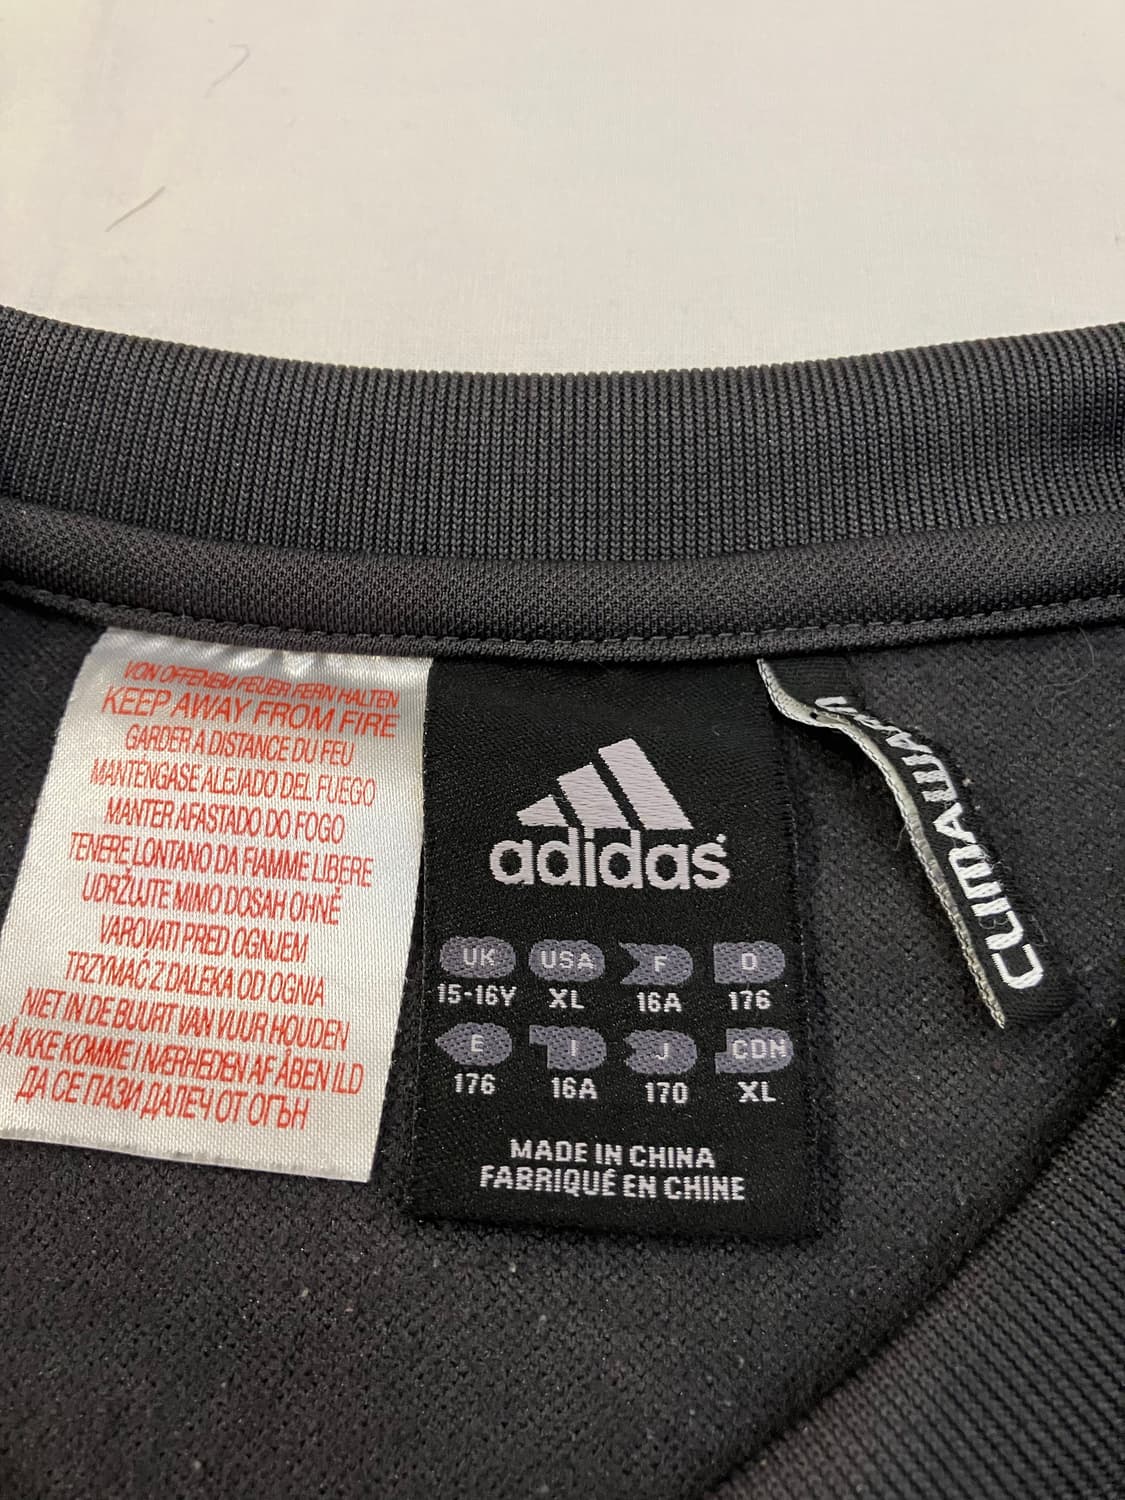 VON OFFENEM FEUER FERN HALTEN
KEEP AWAY FROM FIRE
GARDER A DISTANCE DU FEU
MANTENGASE ALEJADO DEL FUEGO
MANTER AFASTADO DO FOGO
TENERE LONTANO DA FIAMME LIBERE
UDRŽUJTE MIMO DOSAH OHNĚ
VAROVATI PRED OGNJEM
TRZYMAĆ Z DALEKA OD OGNIA
NIET IN DE BUURT VAN VUUR HOUDEN
MÅ IKKE KOMME I NÆRHEDEN AF ÅBEN ILD
ДА СЕ ПАЗИ ДАЛЕЧ ОТ ОГЪН
adidas
UK USA F D
15-16Y XL 16A 176
E I J CDN
176 16A 170 XL
MADE IN CHINA
FABRIQUÉ EN CHINE
CLIMAWARM